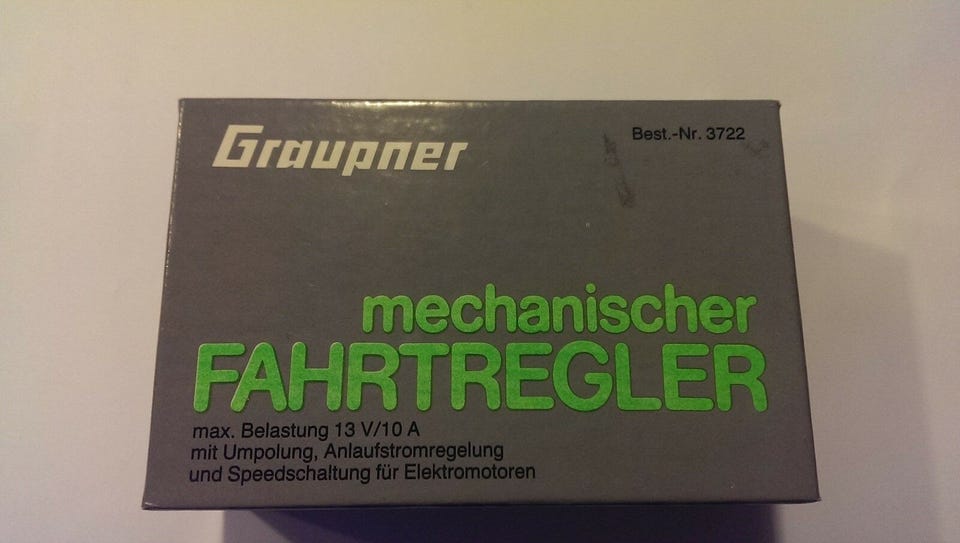 Graupner
Best.-Nr. 3722
mechanischer
FAHRTREGLER
max. Belastung 13 V/10 A
mit Umpolung, Anlaufstromregelung
und Speedschaltung für Elektromotoren